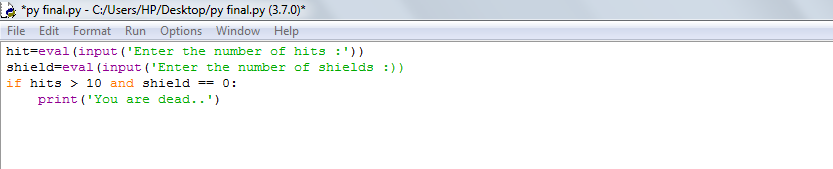 *py final.py - C:/Users/HP/Desktop/py final.py (3.7.0)*
File Edit Format Run Options Window Help
hit=eval(input('Enter the number of hits :'))
shield=eval(input('Enter the number of shields :))
if hits > 10 and shield == 0:
    print('You are dead..')